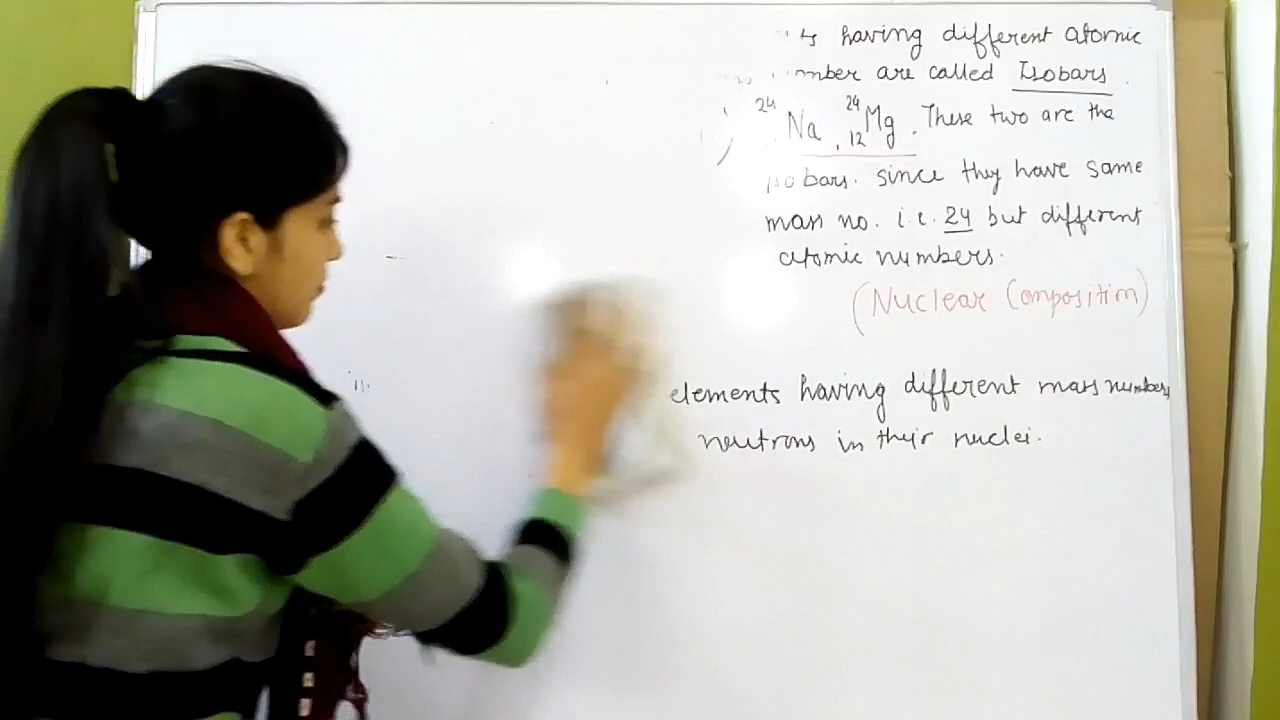 having different atomic
number are called Isobars.
24 Na, 24 12 Mg. These two are the
isobars. since they have same
mass no. i.e. 24 but different
atomic numbers.
(Nuclear Composition)
elements having different mass numbers
neutrons in their nuclei.